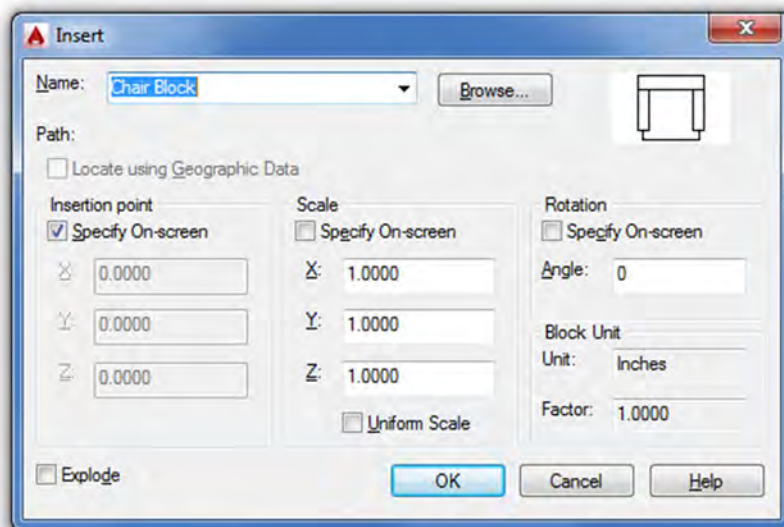 Insert
Name: Chair Block Browse...
Path:
Locate using Geographic Data
Insertion point Scale Rotation
Specify On-screen Specify On-screen Specify On-screen
X: 0.0000 X: 1.0000 Angle: 0
Y: 0.0000 Y: 1.0000 Block Unit
Unit: Inches
Z: 0.0000 Z: 1.0000
Factor: 1.0000
Uniform Scale
Explode OK Cancel Help